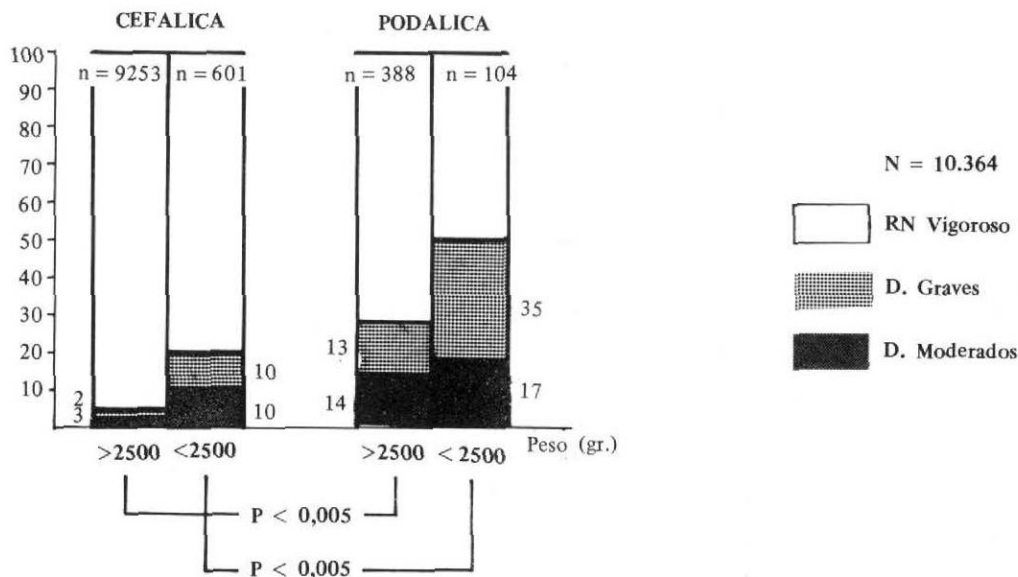 CEFALICA
PODALICA
100
90
80
70
60
50
40
30
20
10
n = 9253
n = 601
n = 388
n = 104
2
3
10
10
13
14
35
17
>2500
<2500
>2500
< 2500
Peso (gr.)
P < 0,005
P < 0,005
N = 10.364
RN Vigoroso
D. Graves
D. Moderados